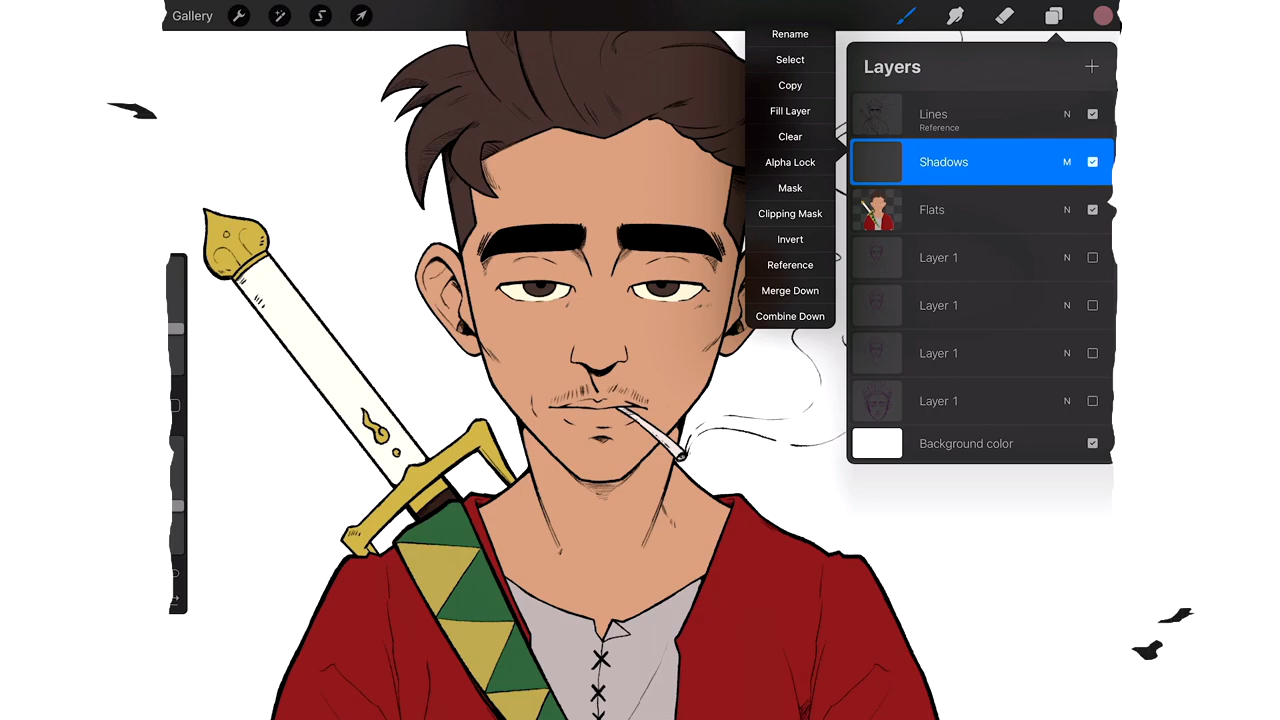 Gallery
Rename
Select
Copy
Fill Layer
Clear
Alpha Lock
Mask
Clipping Mask
Invert
Reference
Merge Down
Combine Down
Layers
Lines N
Reference
Shadows M
Flats N
Layer 1 N
Layer 1 N
Layer 1 N
Layer 1 N
Background color